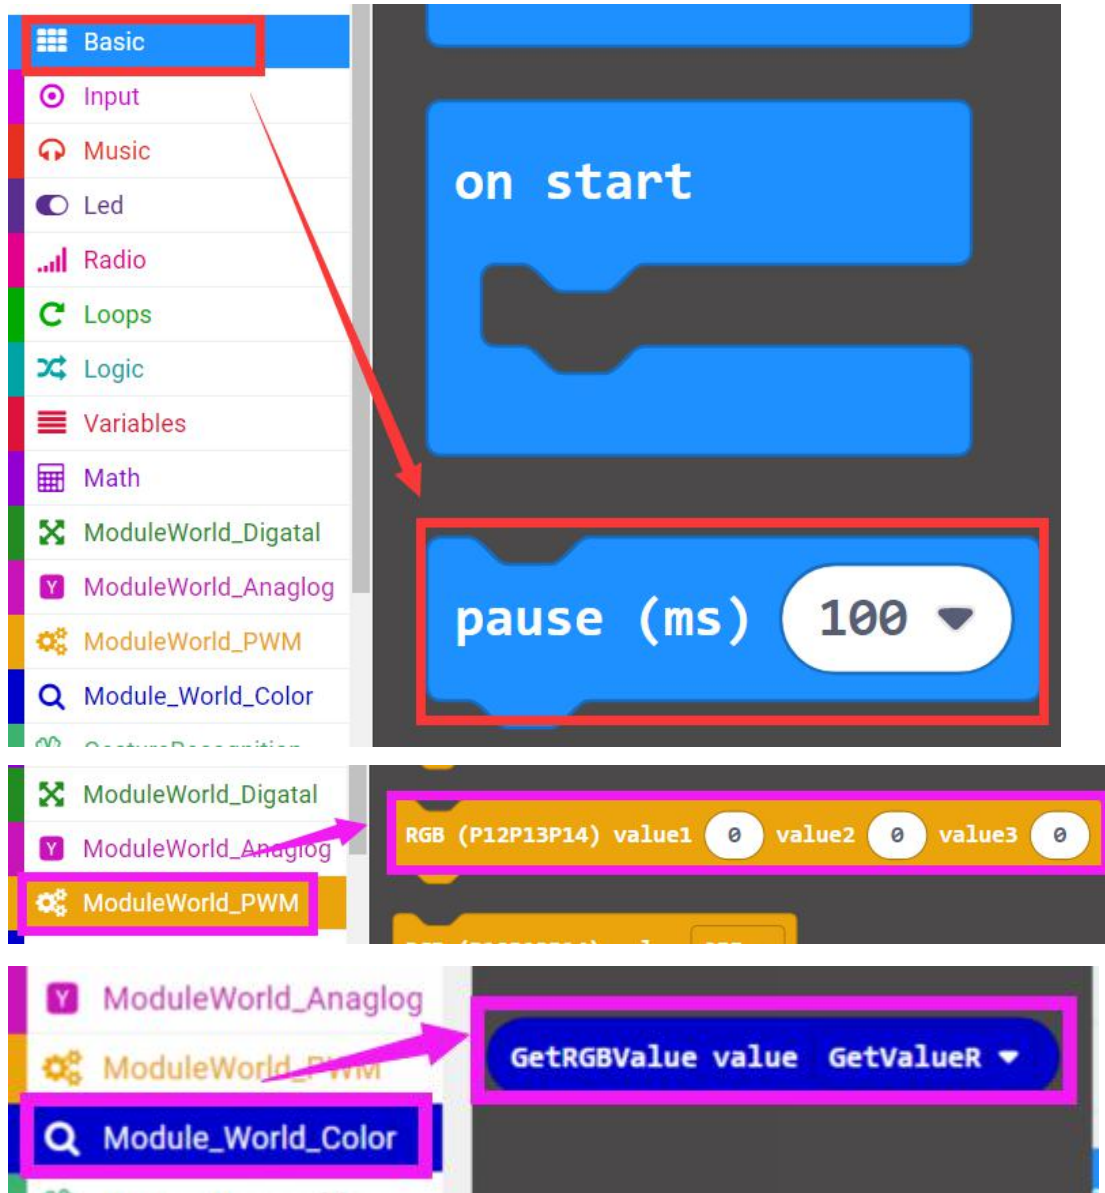 Basic
Input
Music
Led
Radio
Loops
Logic
Variables
Math
ModuleWorld_Digatal
ModuleWorld_Anaglog
ModuleWorld_PWM
Module_World_Color
on start
pause (ms) 100
ModuleWorld_Digatal
ModuleWorld_Anaglog
ModuleWorld_PWM
RGB (P12P13P14) value1 0 value2 0 value3 0
ModuleWorld_Anaglog
ModuleWorld_PWM
Module_World_Color
GetRGBValue value GetValueR